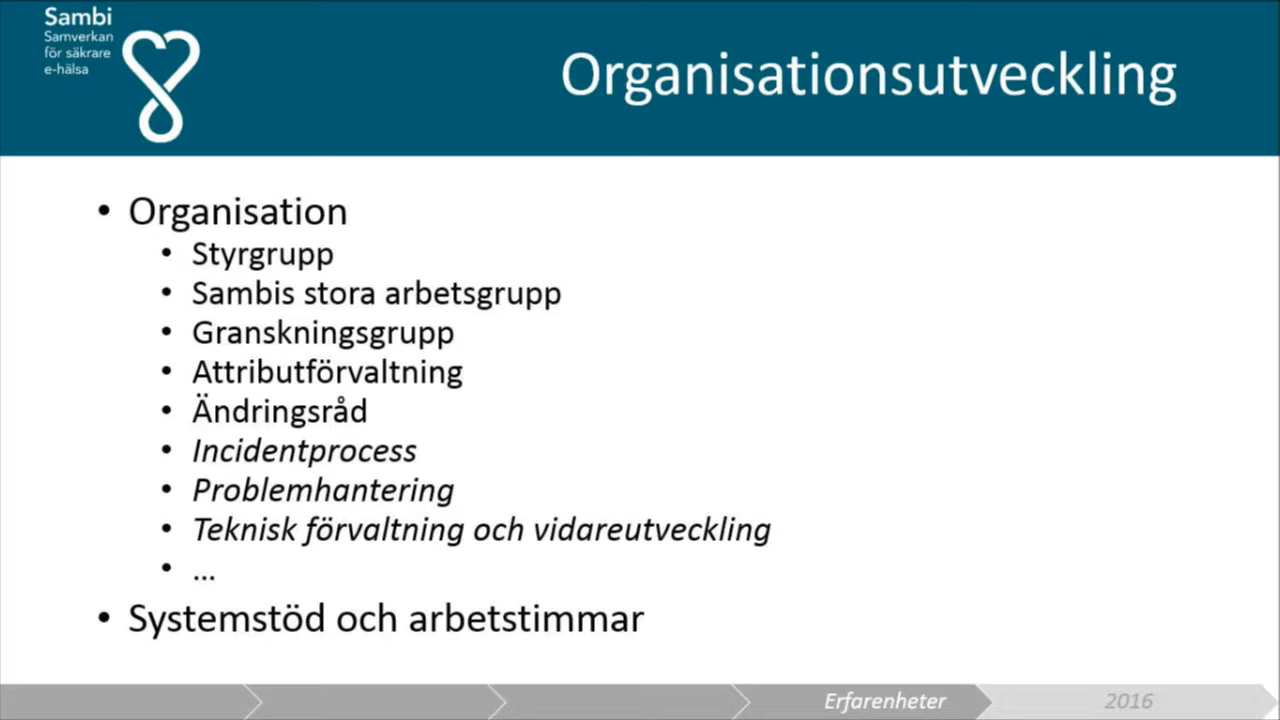 Sambi
Samverkan
för säkrare
e-hälsa
Organisationsutveckling
• Organisation
• Styrgrupp
• Sambis stora arbetsgrupp
• Granskningsgrupp
• Attributförvaltning
• Ändringsråd
• Incidentprocess
• Problemhantering
• Teknisk förvaltning och vidareutveckling
• ...
• Systemstöd och arbetstimmar
Erfarenheter
2016